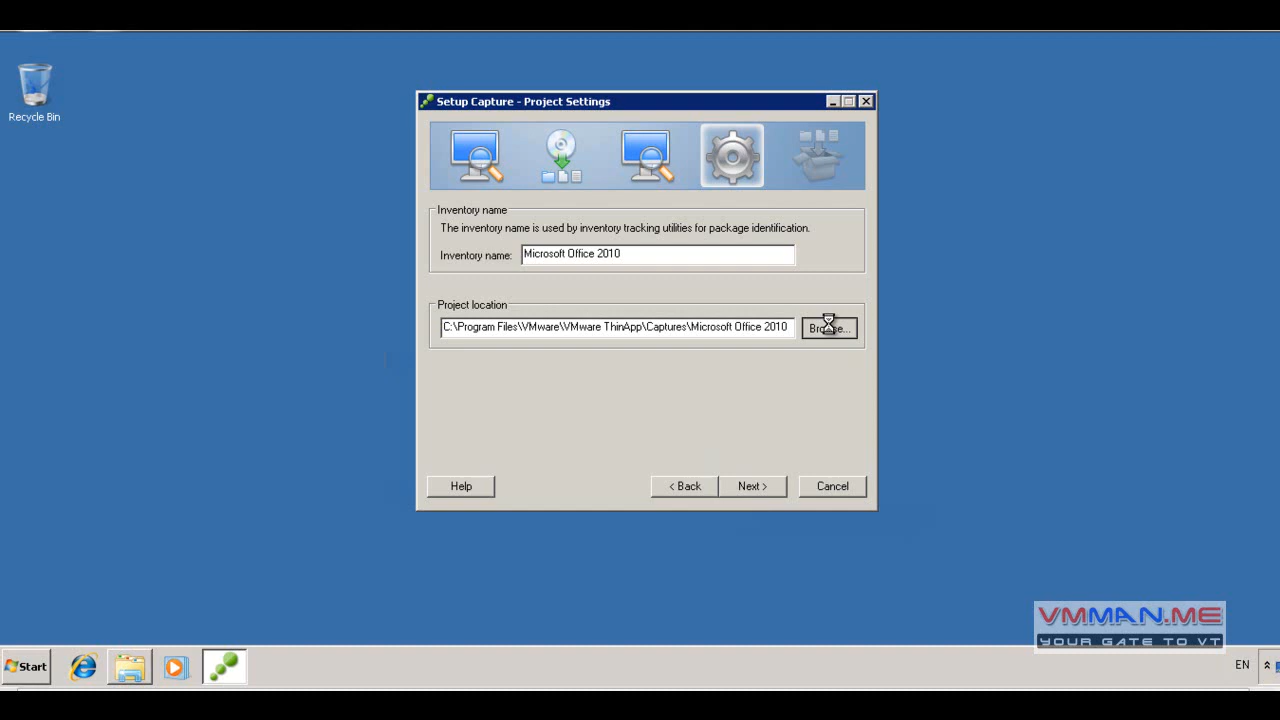 Recycle Bin
Setup Capture - Project Settings
Inventory name
The inventory name is used by inventory tracking utilities for package identification.
Inventory name: Microsoft Office 2010
Project location
C:\Program Files\VMware\VMware ThinApp\Captures\Microsoft Office 2010 Browse...
Help < Back Next > Cancel
VMMAN.ME
YOUR GATE TO VT
Start EN